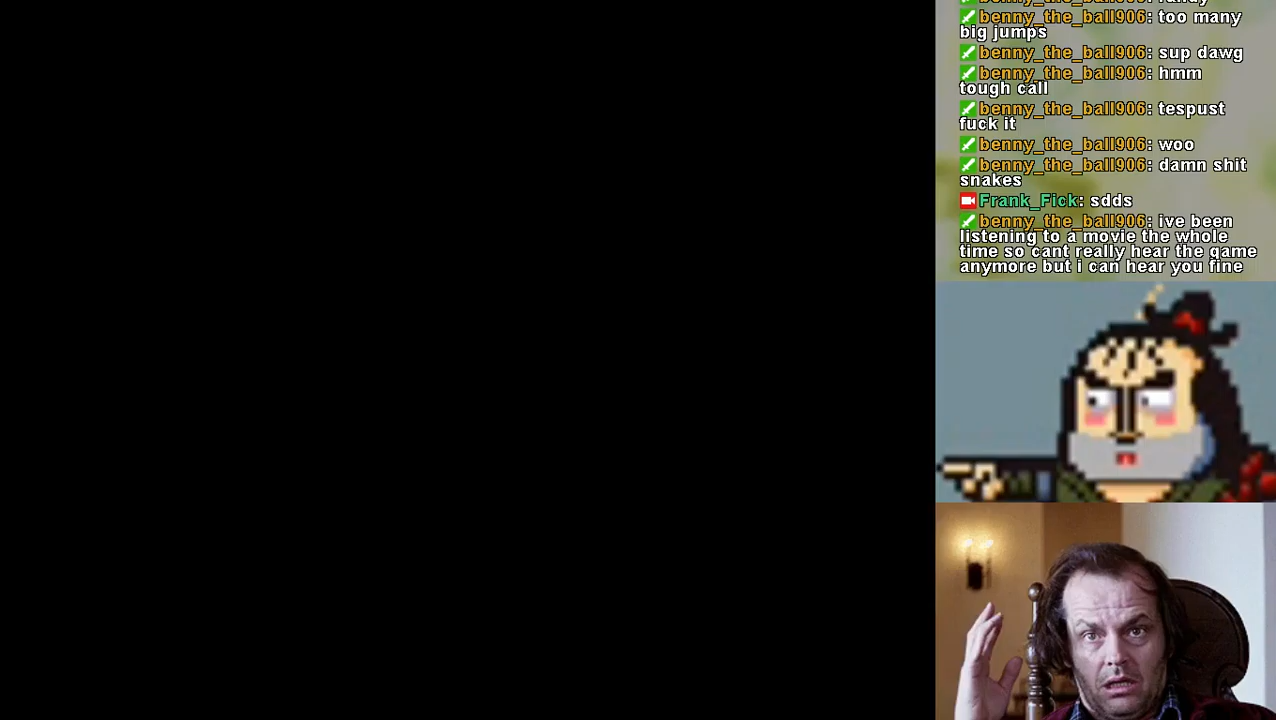 benny_the_ball906: too many
big jumps
benny_the_ball906: sup dawg
benny_the_ball906: hmm
tough call
benny_the_ball906: tespust
fuck it
benny_the_ball906: woo
benny_the_ball906: damn shit
snakes
Frank_Fick: sdds
benny_the_ball906: ive been
listening to a movie the whole
time so cant really hear the game
anymore but i can hear you fine